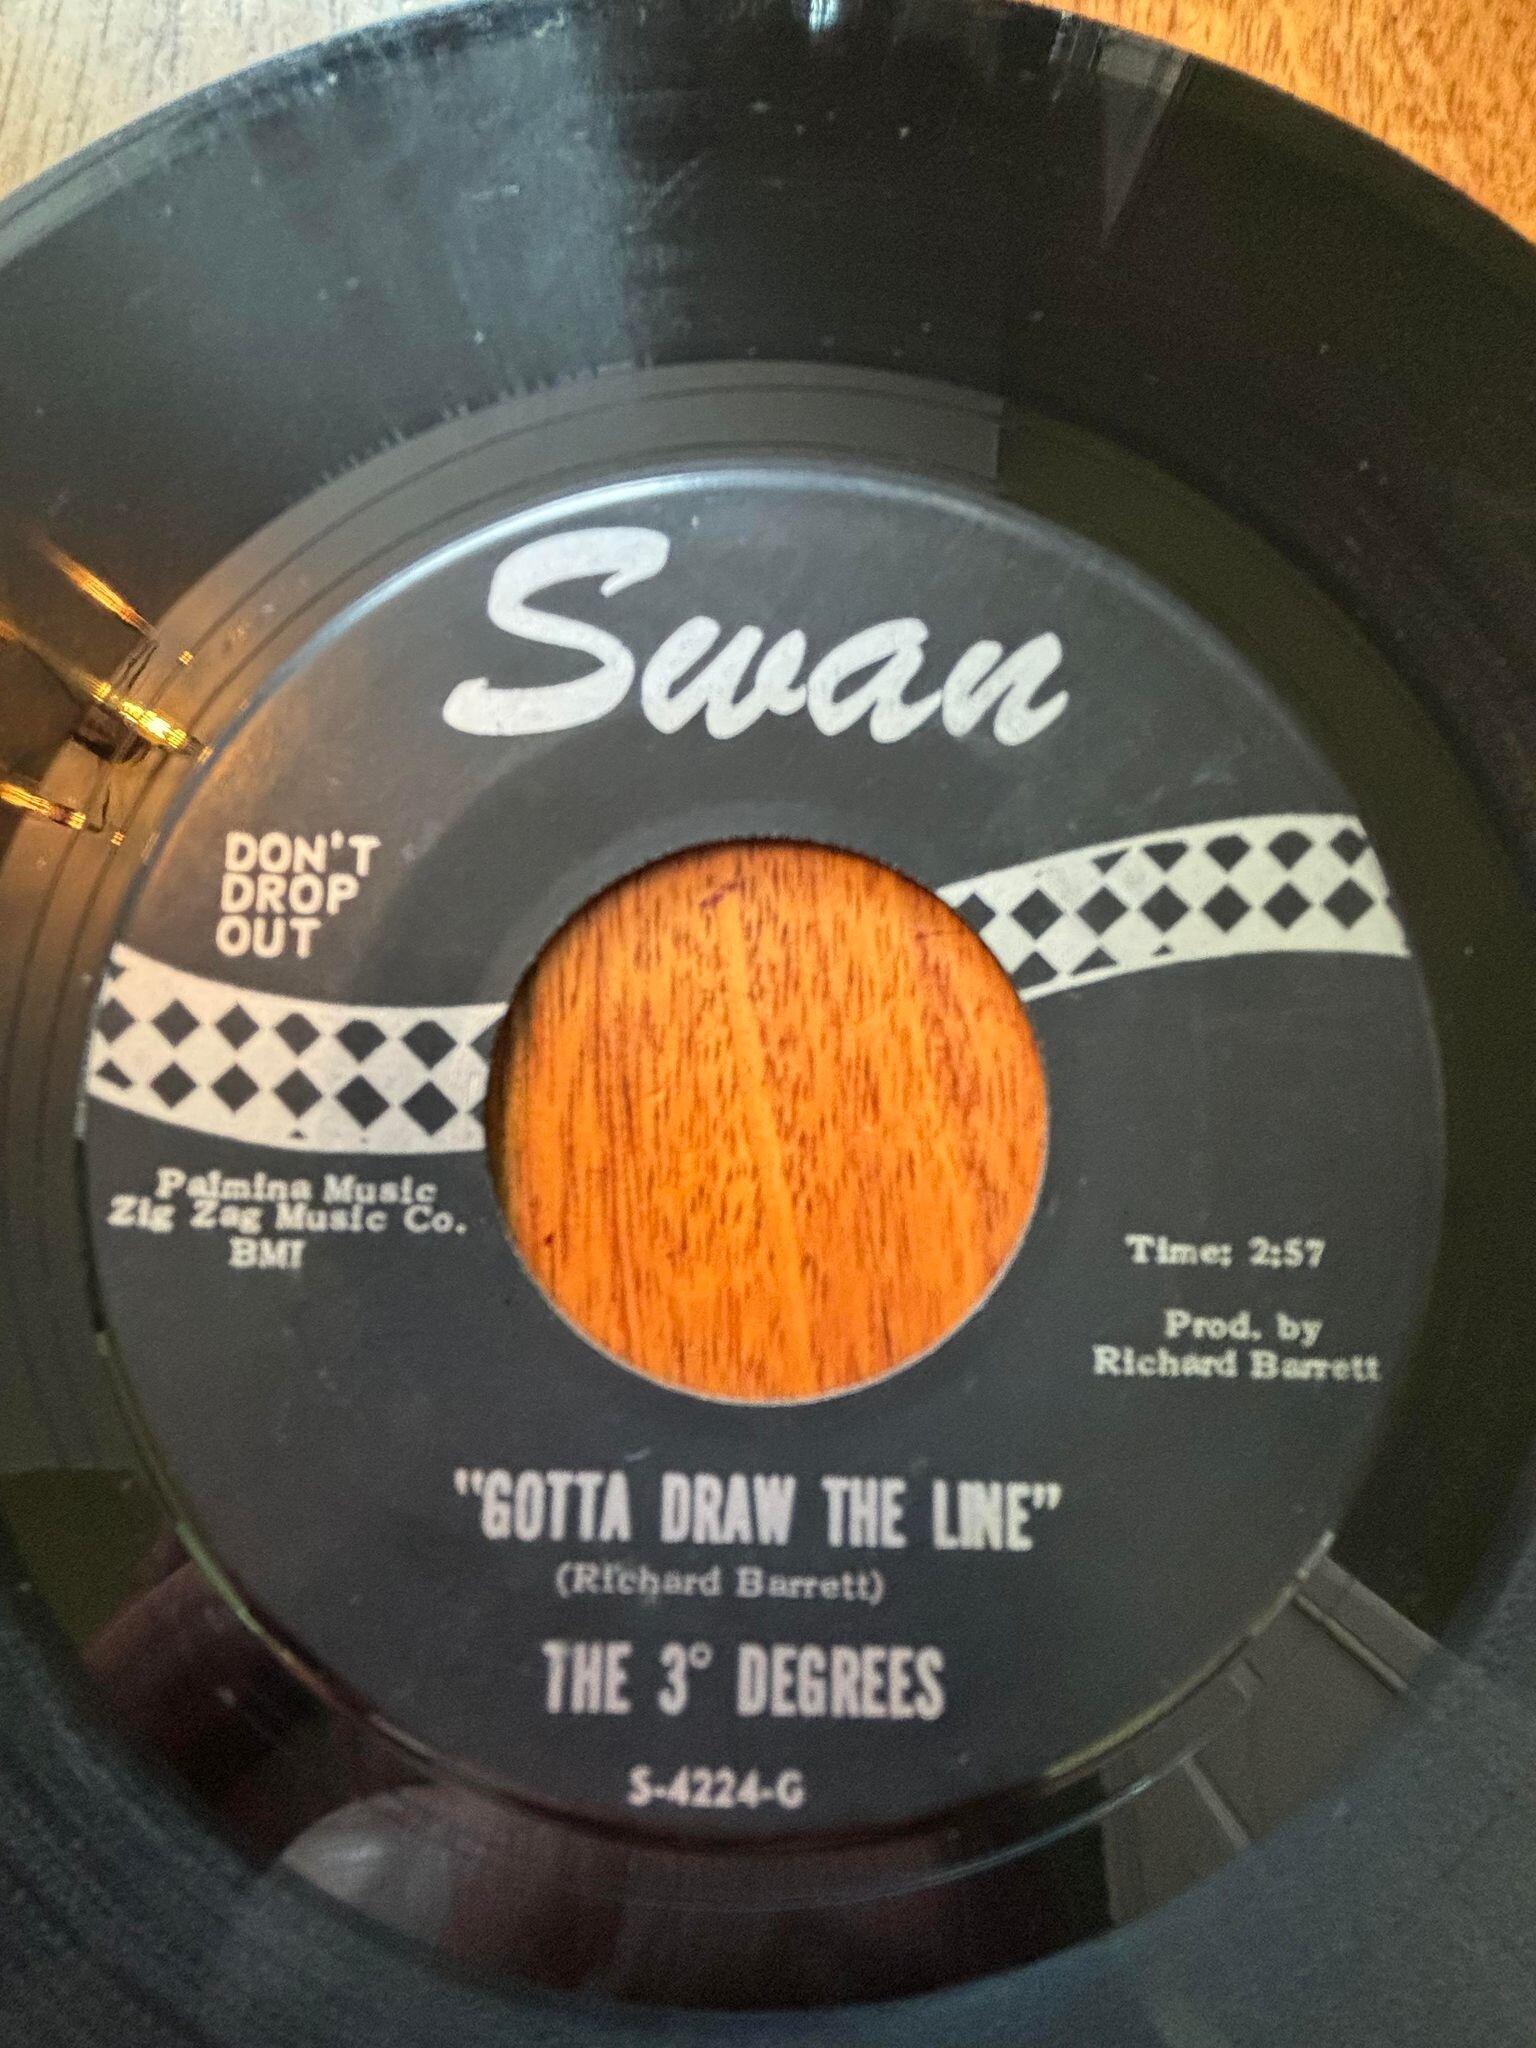 Swan
DON'T
DROP
OUT
Palmina Music
Zig Zag Music Co.
BMI
Time: 2:57
Prod. by
Richard Barrett
"GOTTA DRAW THE LINE"
(Richard Barrett)
THE 3° DEGREES
S-4224-G